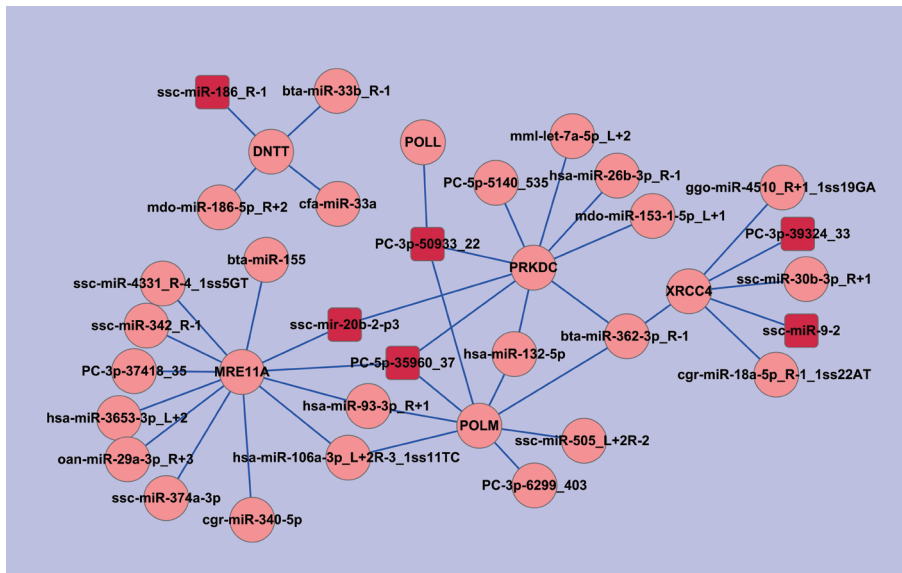 ssc-miR-186_R-1
bta-miR-33b_R-1
DNTT
mdo-miR-186-5p_R+2
cfa-miR-33a
POLL
mml-let-7a-5p_L+2
PC-5p-5140_535
hsa-miR-26b-3p_R-1
mdo-miR-153-1-5p_L+1
ggo-miR-4510_R+1_1ss19GA
PC-3p-39324_33
PC-3p-50933_22
PRKDC
ssc-miR-30b-3p_R+1
XRCC4
bta-miR-155
ssc-miR-4331_R-4_1ss5GT
ssc-miR-342_R-1
ssc-mir-20b-2-p3
ssc-miR-9-2
bta-miR-362-3p_R-1
hsa-miR-132-5p
PC-5p-35960_37
PC-3p-37418_35
MRE11A
cgr-miR-18a-5p_R-1_1ss22AT
hsa-miR-3653-3p_L+2
hsa-miR-93-3p_R+1
POLM
ssc-miR-505_L+2R-2
oan-miR-29a-3p_R+3
hsa-miR-106a-3p_L+2R-3_1ss11TC
PC-3p-6299_403
ssc-miR-374a-3p
cgr-miR-340-5p